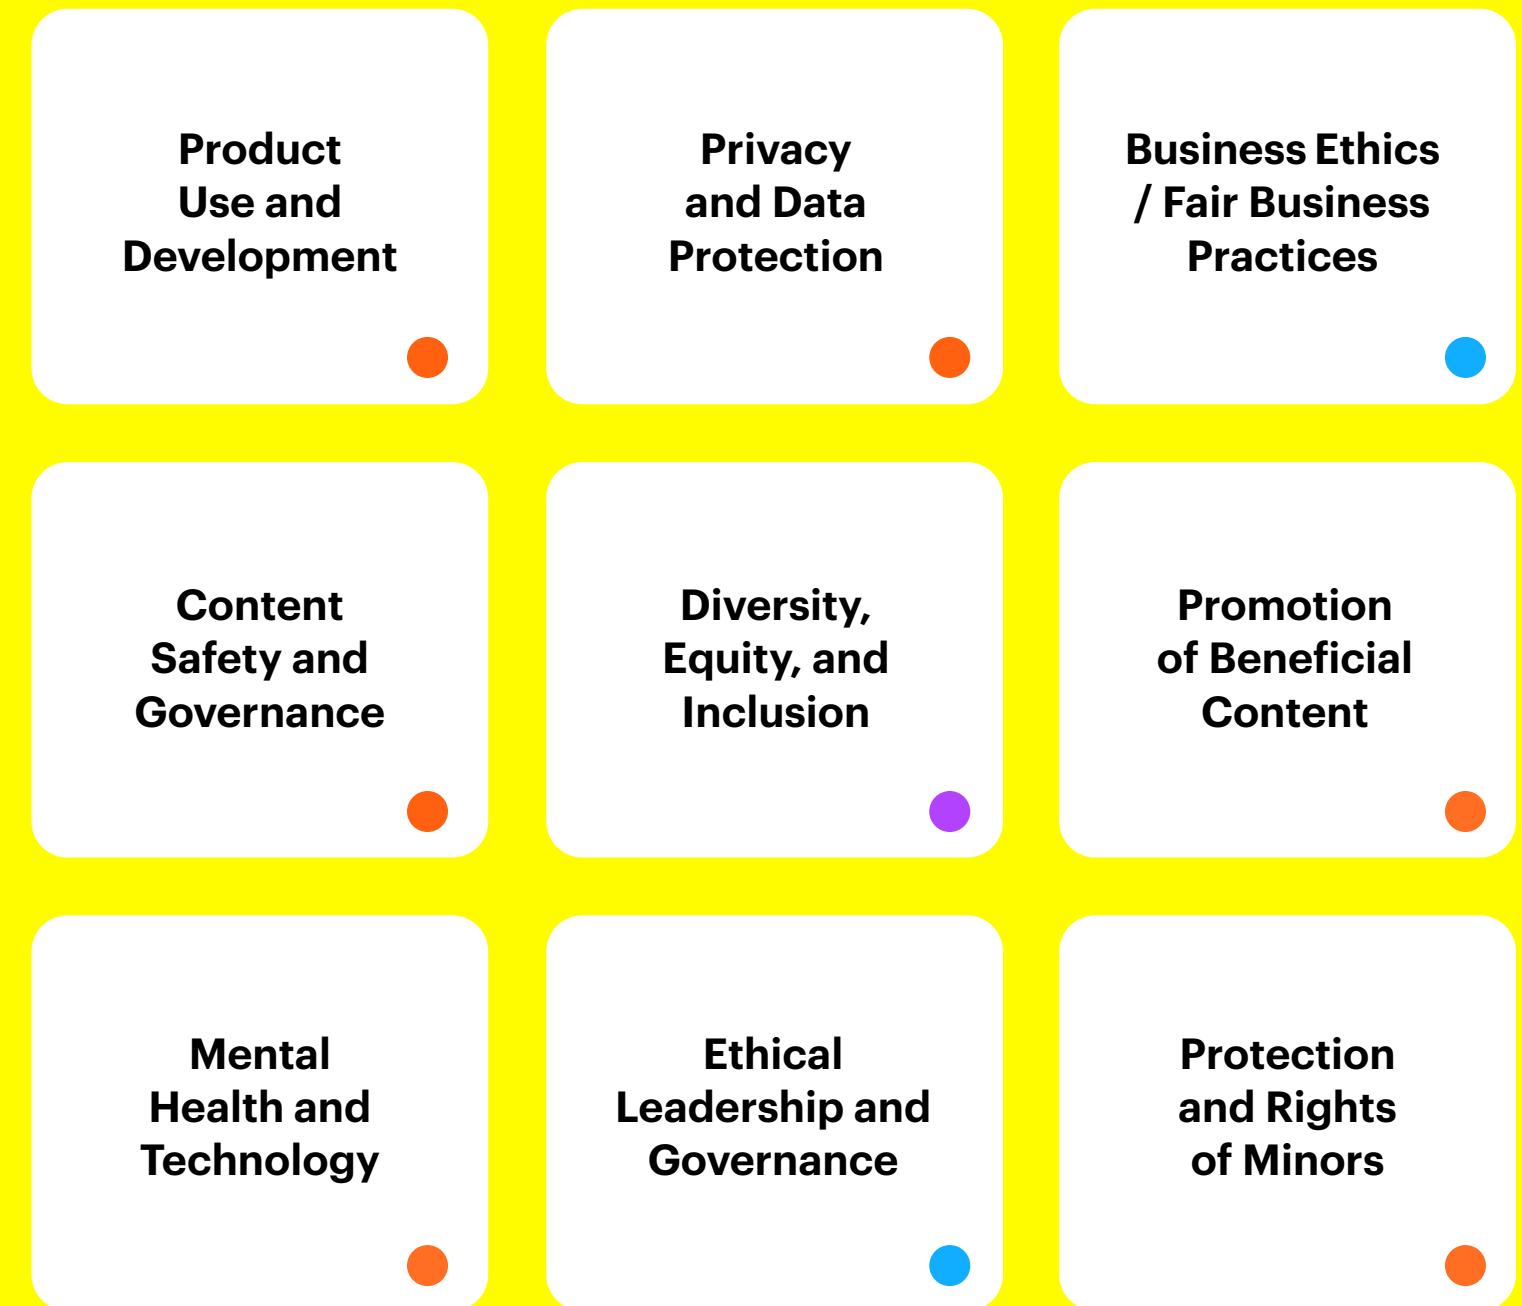 Product
Use and
Development
Privacy
and Data
Protection
Business Ethics
/ Fair Business
Practices
Content
Safety and
Governance
Diversity,
Equity, and
Inclusion
Promotion
of Beneficial
Content
Mental
Health and
Technology
Ethical
Leadership and
Governance
Protection
and Rights
of Minors